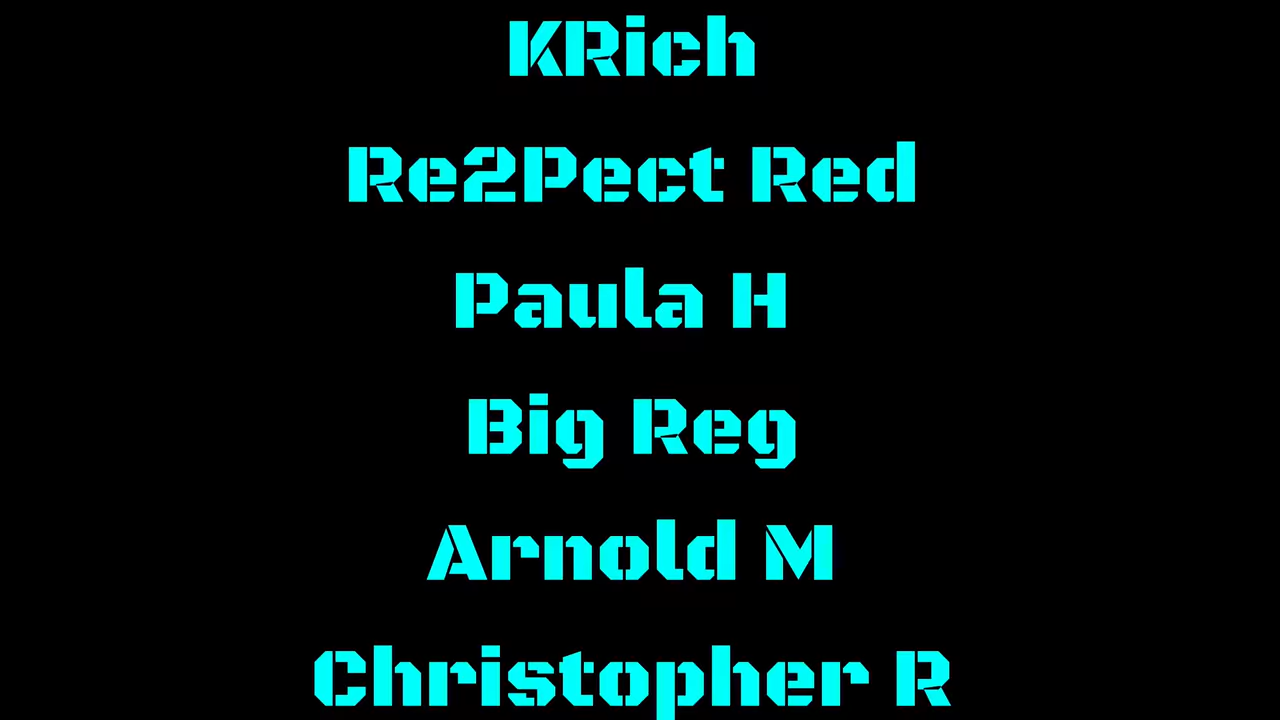 KRich
Re2Pect Red
Paula H
Big Reg
Arnold M
Christopher R